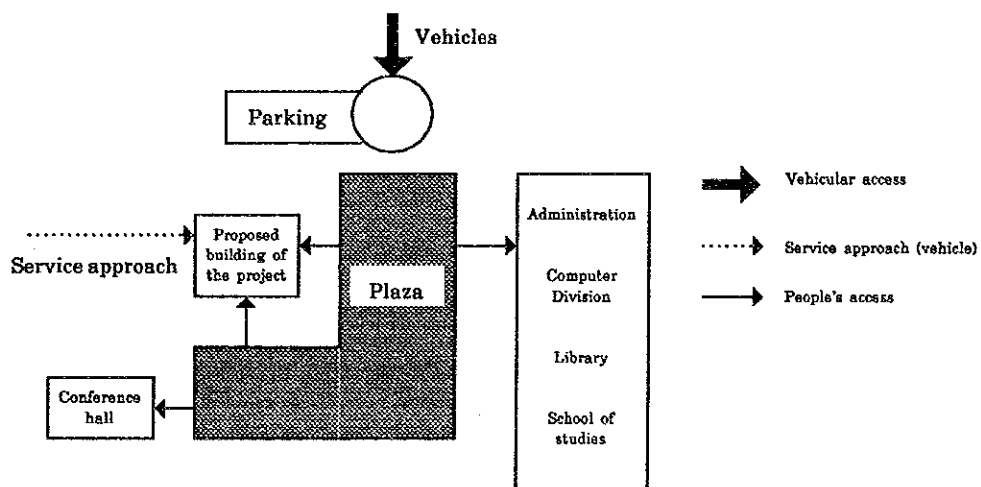 Vehicles
Parking
Administration
Vehicular access
Proposed
building of
the project
Service approach
Service approach (vehicle)
Plaza
Computer
Division
People's access
Library
Conference
hall
School of
studies